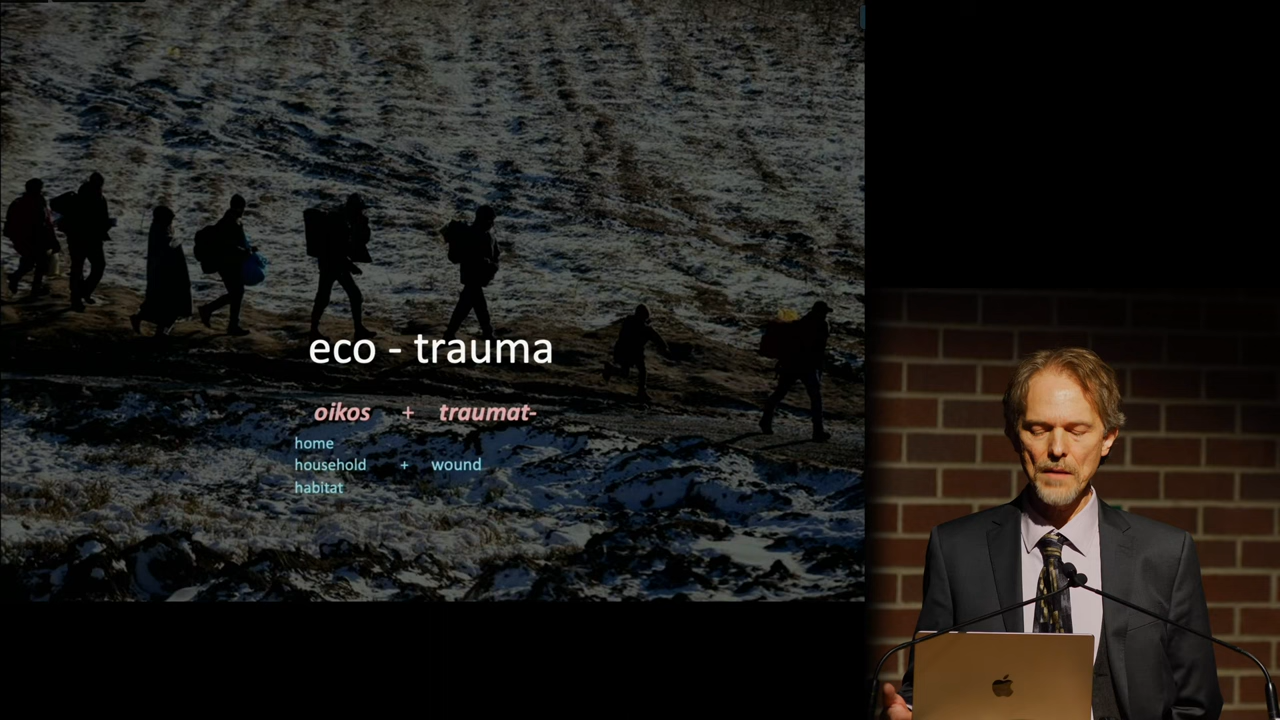 eco - trauma
oikos + traumat-
home
household + wound
habitat